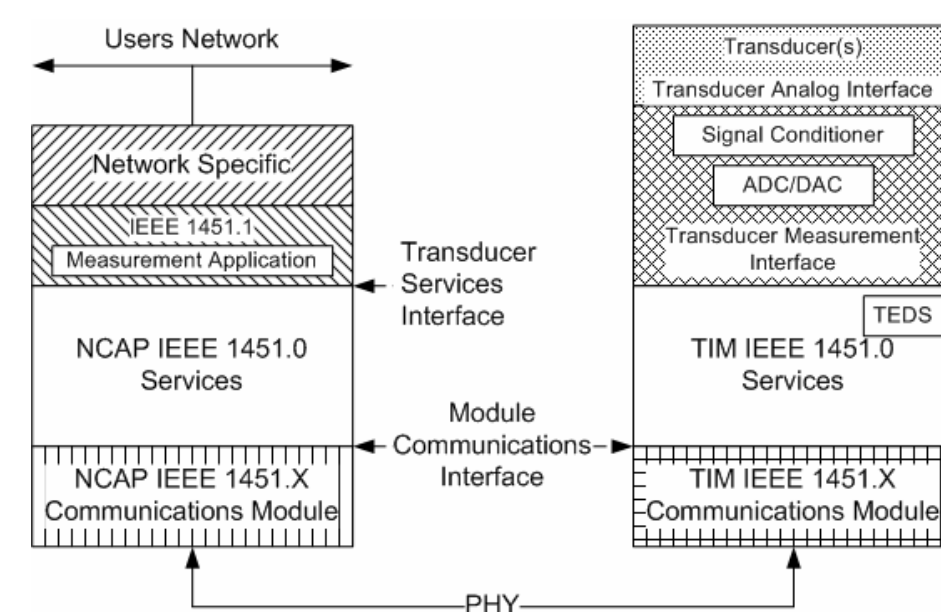 Users Network
Network Specific
IEEE 1451.1
Measurement Application
NCAP IEEE 1451.0
Services
NCAP IEEE 1451.X
Communications Module
Transducer
Services
Interface
Module
Communications
Interface
PHY
Transducer(s)
Transducer Analog Interface
Signal Conditioner
ADC/DAC
Transducer Measurement
Interface
TEDS
TIM IEEE 1451.0
Services
TIM IEEE 1451.X
Communications Module